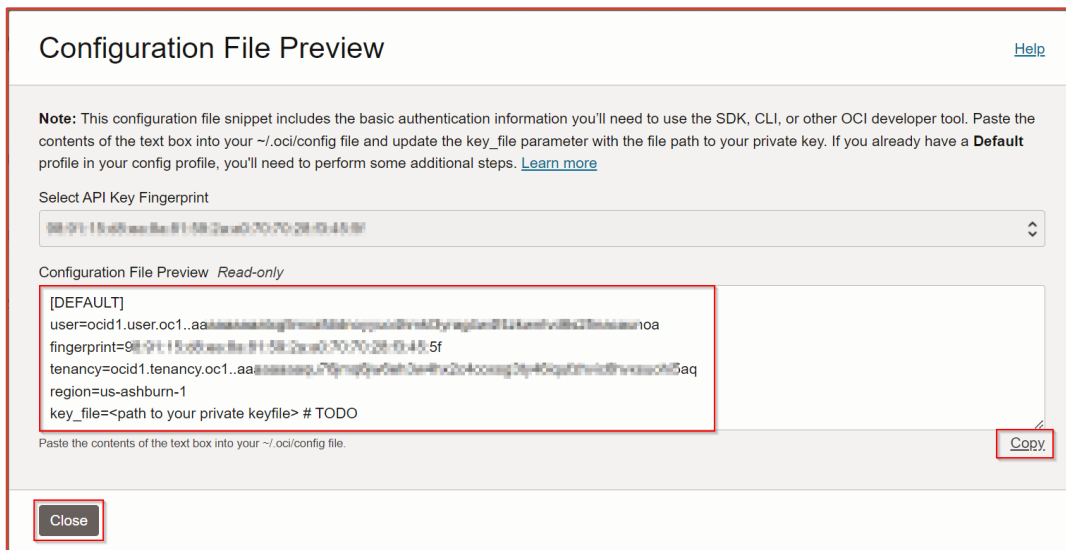 Configuration File Preview
Help
Note: This configuration file snippet includes the basic authentication information you'll need to use the SDK, CLI, or other OCI developer tool. Paste the
contents of the text box into your ~/.oci/config file and update the key_file parameter with the file path to your private key. If you already have a Default
profile in your config profile, you'll need to perform some additional steps. Learn more
Select API Key Fingerprint
Configuration File Preview Read-only
[DEFAULT]
user=ocid1.user.oc1..aa noa
fingerprint=9 5f
tenancy=ocid1.tenancy.oc1..aa 5aq
region=us-ashburn-1
key_file=<path to your private keyfile> # TODO
Paste the contents of the text box into your ~/.oci/config file.
Copy
Close